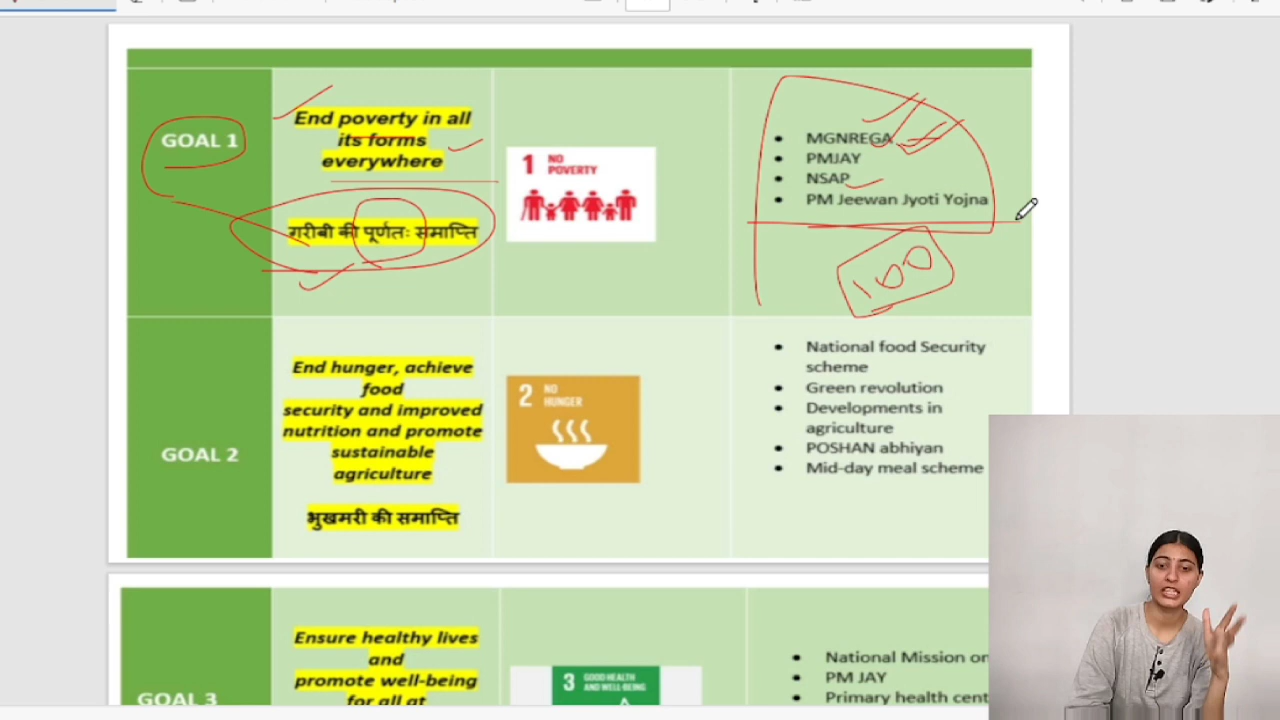 GOAL 1
End poverty in all
its forms
everywhere
गरीबी की पूर्णतः समाप्ति
1 NO
POVERTY
MGNREGA
PMJAY
NSAP
PM Jeewan Jyoti Yojna
100
GOAL 2
End hunger, achieve
food
security and improved
nutrition and promote
sustainable
agriculture
भुखमरी की समाप्ति
2 NO
HUNGER
National food Security
scheme
Green revolution
Developments in
agriculture
POSHAN abhiyan
Mid-day meal scheme
GOAL 3
Ensure healthy lives
and
promote well-being
for all at
3 GOOD HEALTH
AND WELL-BEING
National Mission on
PM JAY
Primary health cent